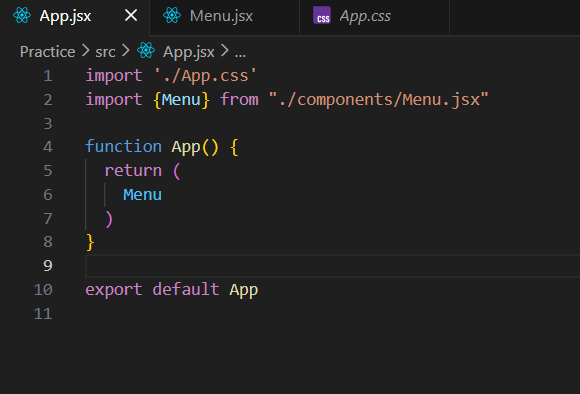 App.jsx × Menu.jsx CSS App.css
Practice > src > App.jsx > ...
1 import './App.css'
2 import {Menu} from "./components/Menu.jsx"
3
4 function App() {
5 return (
6 Menu
7 )
8 }
9
10 export default App
11